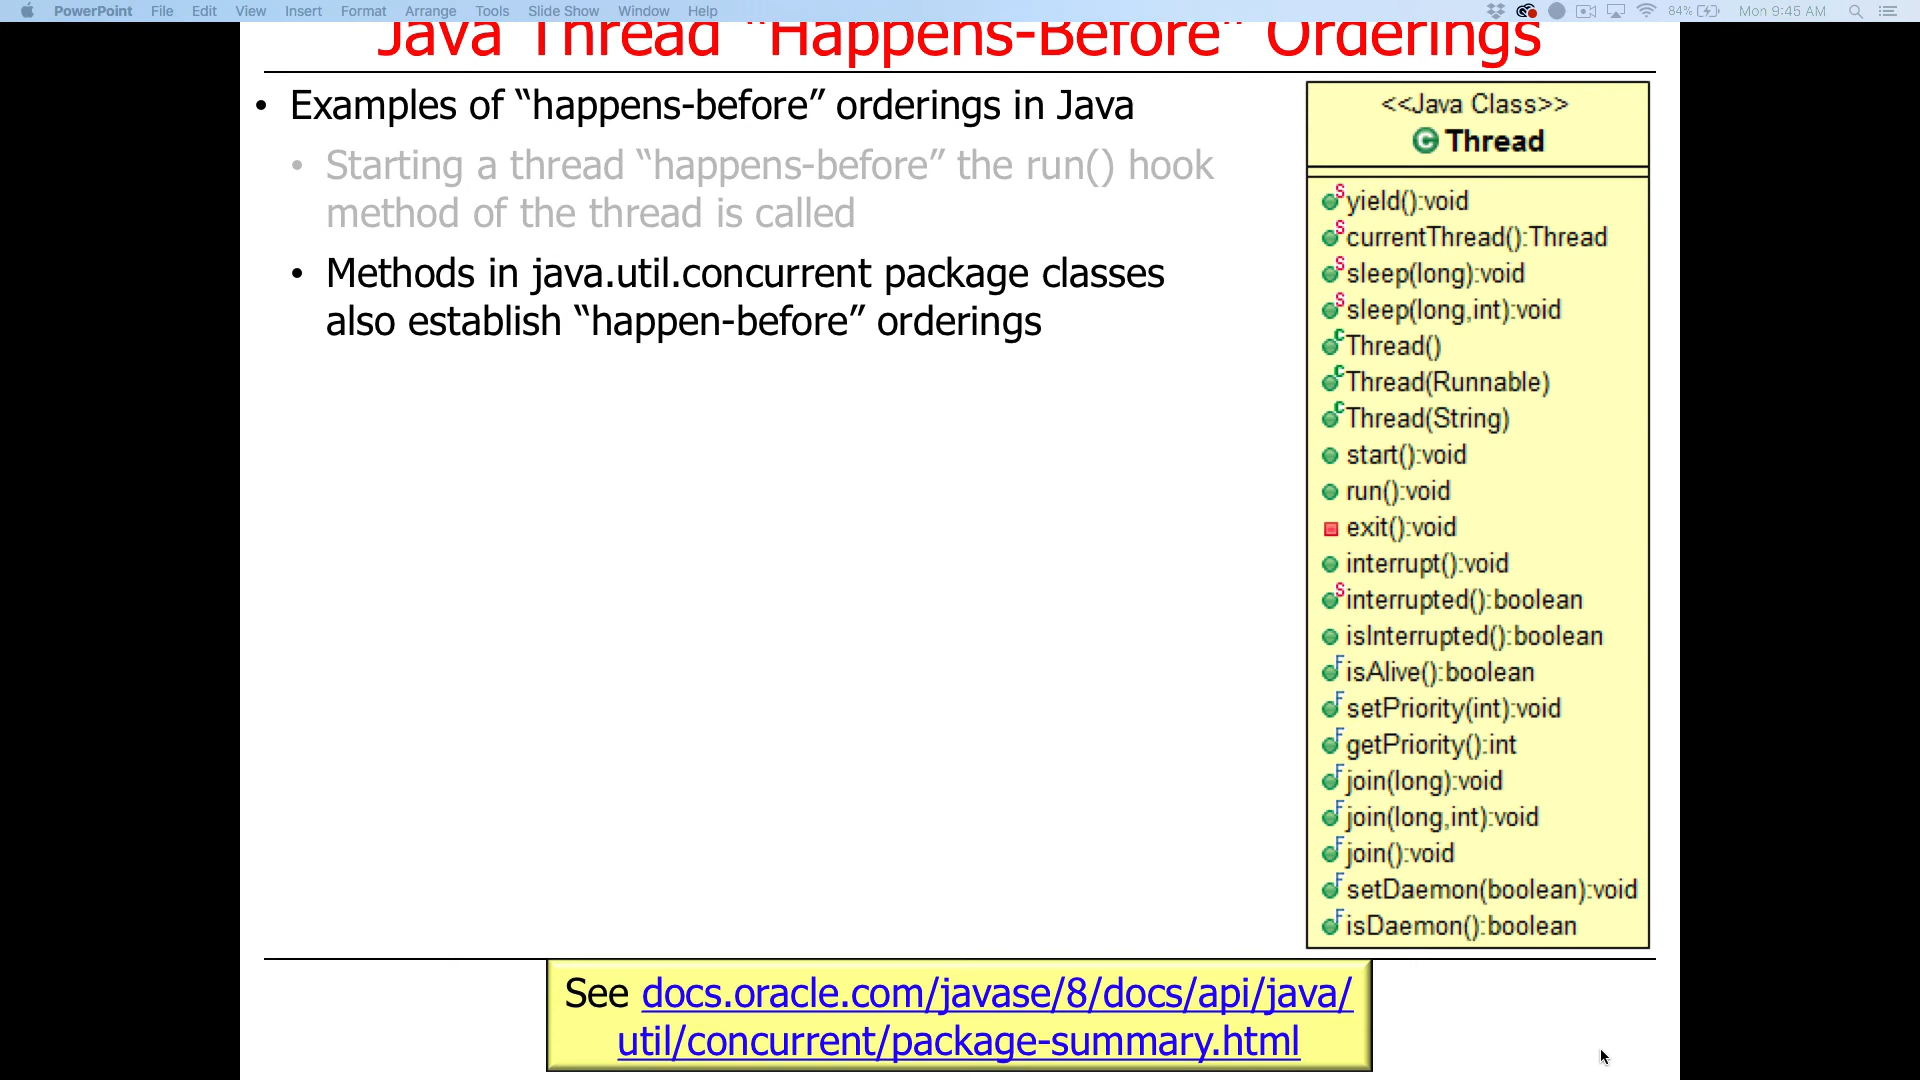 PowerPoint File Edit View Insert Format Arrange Tools Slide Show Window Help 84% Mon 9:45 AM
Java Thread “Happens-Before” Orderings
• Examples of “happens-before” orderings in Java
• Starting a thread “happens-before” the run() hook
method of the thread is called
• Methods in java.util.concurrent package classes
also establish “happen-before” orderings
<<Java Class>>
C Thread
S yield():void
S currentThread():Thread
S sleep(long):void
S sleep(long,int):void
C Thread()
C Thread(Runnable)
C Thread(String)
start():void
run():void
exit():void
interrupt():void
S interrupted():boolean
isInterrupted():boolean
F isAlive():boolean
F setPriority(int):void
F getPriority():int
F join(long):void
F join(long,int):void
F join():void
F setDaemon(boolean):void
F isDaemon():boolean
See docs.oracle.com/javase/8/docs/api/java/
util/concurrent/package-summary.html